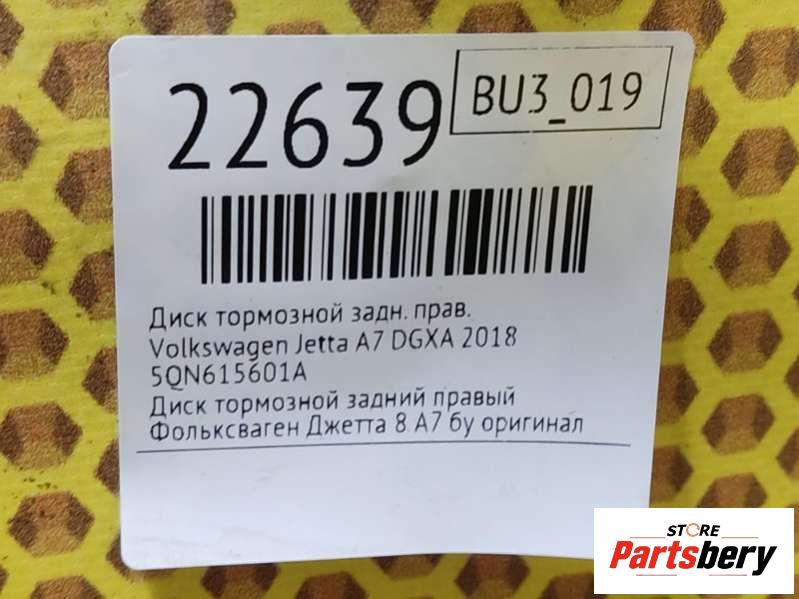 22639
BU3_019
Диск тормозной задн. прав.
Volkswagen Jetta A7 DGXA 2018
5QN615601A
Диск тормозной задний правый
Фольксваген Джетта 8 А7 бу оригинал
STORE
Partsbery